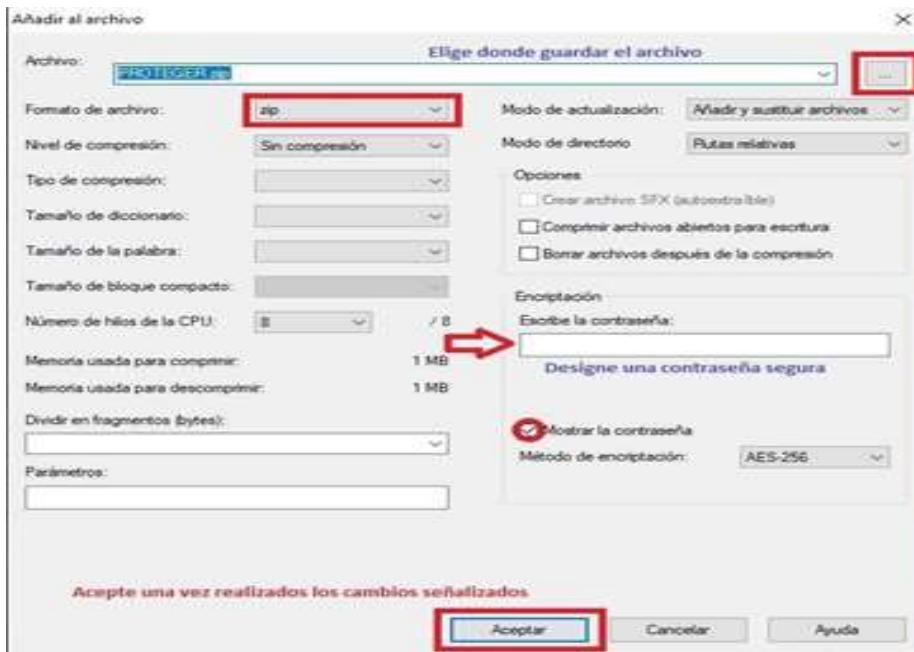 Añadir al archivo
Elige donde guardar el archivo
Archivo:
PROTEGER.zip
...
Formato de archivo: zip
Modo de actualización: Añadir y sustituir archivos
Nivel de compresión: Sin compresión
Modo de directorio Rutas relativas
Tipo de compresión:
Opciones
Crear archivo SFX (autoextraíble)
Tamaño de diccionario:
Comprimir archivos abiertos para escritura
Tamaño de la palabra:
Borrar archivos después de la compresión
Tamaño de bloque compacto:
Encriptación
Número de hilos de la CPU: 8 / 8
Escribe la contraseña:
Memoria usada para comprimir: 1 MB
Designe una contraseña segura
Memoria usada para descomprimir: 1 MB
Dividir en fragmentos (bytes):
Mostrar la contraseña
Método de encriptación: AES-256
Parámetros:
Acepte una vez realizados los cambios señalizados
Aceptar Cancelar Ayuda